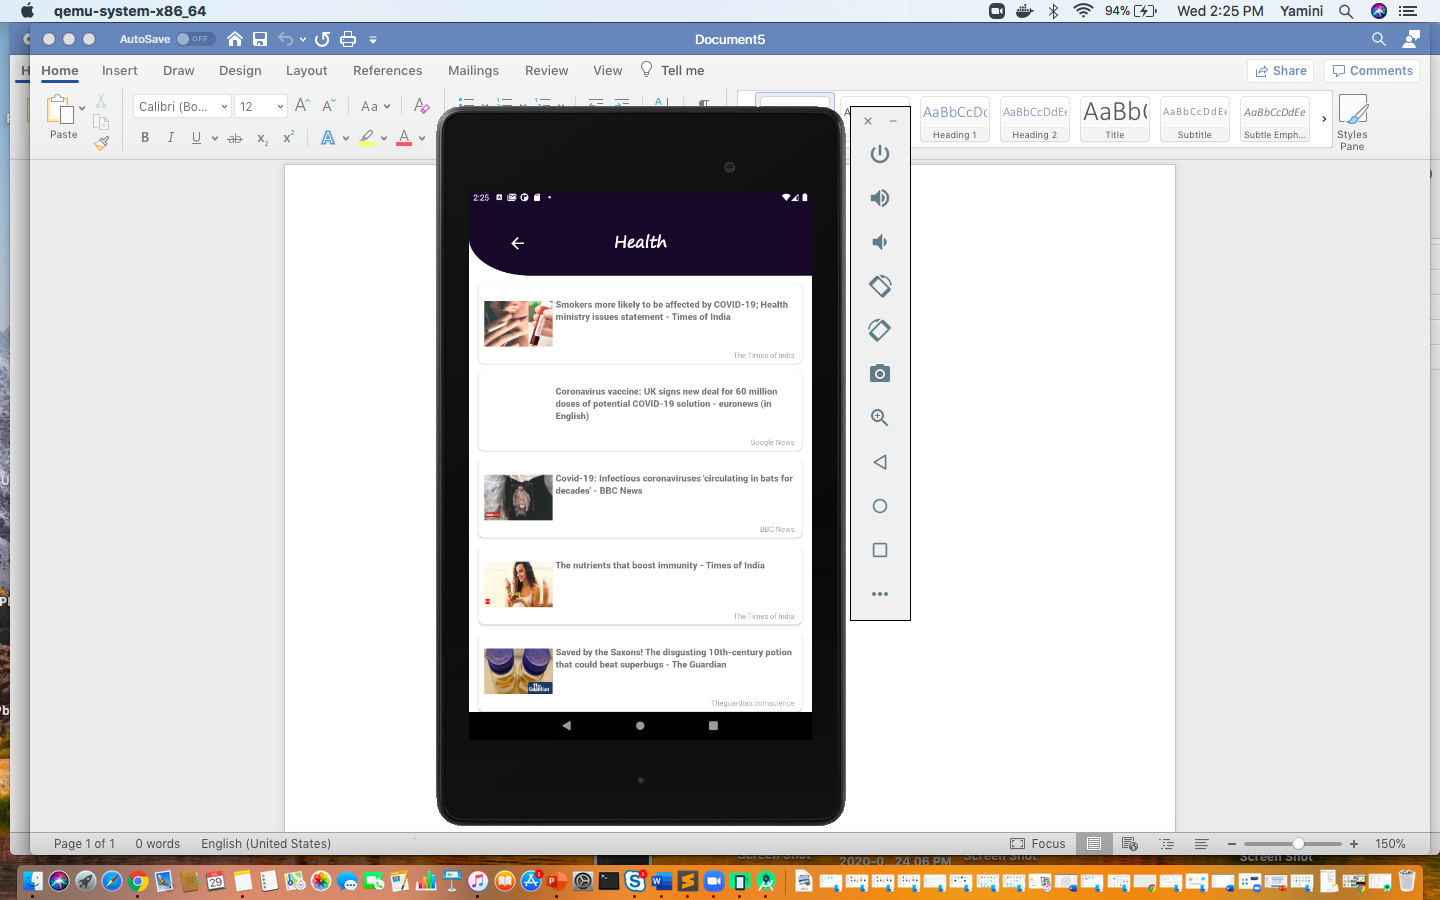 qemu-system-x86_64
94%
Wed 2:25 PM
Yamini
AutoSave
OFF
Document5
H
Home
Insert
Draw
Design
Layout
References
Mailings
Review
View
Tell me
Share
Comments
Paste
Calibri (Bo...
12
Aa
B
I
U
ab
AaBbCcDc
Heading 1
AaBbCcDdEe
Heading 2
AaBbC
Title
AaBbCcDdEe
Subtitle
AaBbCcDdEe
Subtle Emph...
Styles
Pane
2:25
Health
Smokers more likely to be affected by COVID-19; Health
ministry issues statement - Times of India
The Times of India
Coronavirus vaccine: UK signs new deal for 60 million
doses of potential COVID-19 solution - euronews (in
English)
Google News
Covid-19: Infectious coronaviruses 'circulating in bats for
decades' - BBC News
BBC News
The nutrients that boost immunity - Times of India
The Times of India
Saved by the Saxons! The disgusting 10th-century potion
that could beat superbugs - The Guardian
The
Guardian
Theguardian.comscience
Page 1 of 1
0 words
English (United States)
Focus
150%
Screen Shot
2020-0...24.06 PM
Screen Shot
Screen Shot
29